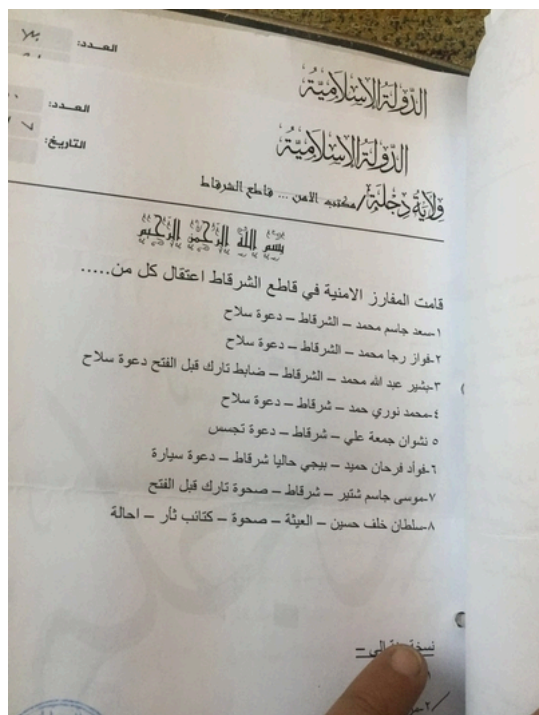 العدد:
الدولة الإسلامية
العدد:
الدولة الإسلامية
التاريخ:
ولاية دجلة/مكتب الامن ... قاطع الشرقاط
بسم الله الرحمن الرحيم
قامت المفارز الامنية في قاطع الشرقاط اعتقال كل من.....
١-سعد جاسم محمد – الشرقاط – دعوة سلاح
٢-فواز رجا محمد – الشرقاط – دعوة سلاح
٣-بشير عبد الله محمد – الشرقاط – ضابط تارك قبل الفتح دعوة سلاح
٤-محمد نوري حمد – شرقاط – دعوة سلاح
٥ نشوان جمعة علي – شرقاط – دعوة تجسس
٦-فواد فرحان حميد – بيجي حاليا شرقاط – دعوة سيارة
٧-موسى جاسم شتير – شرقاط – صحوة تارك قبل الفتح
٨-سلطان خلف حسين – العيثة – صحوة – كتائب ثأر – احالة
نسخة الى –